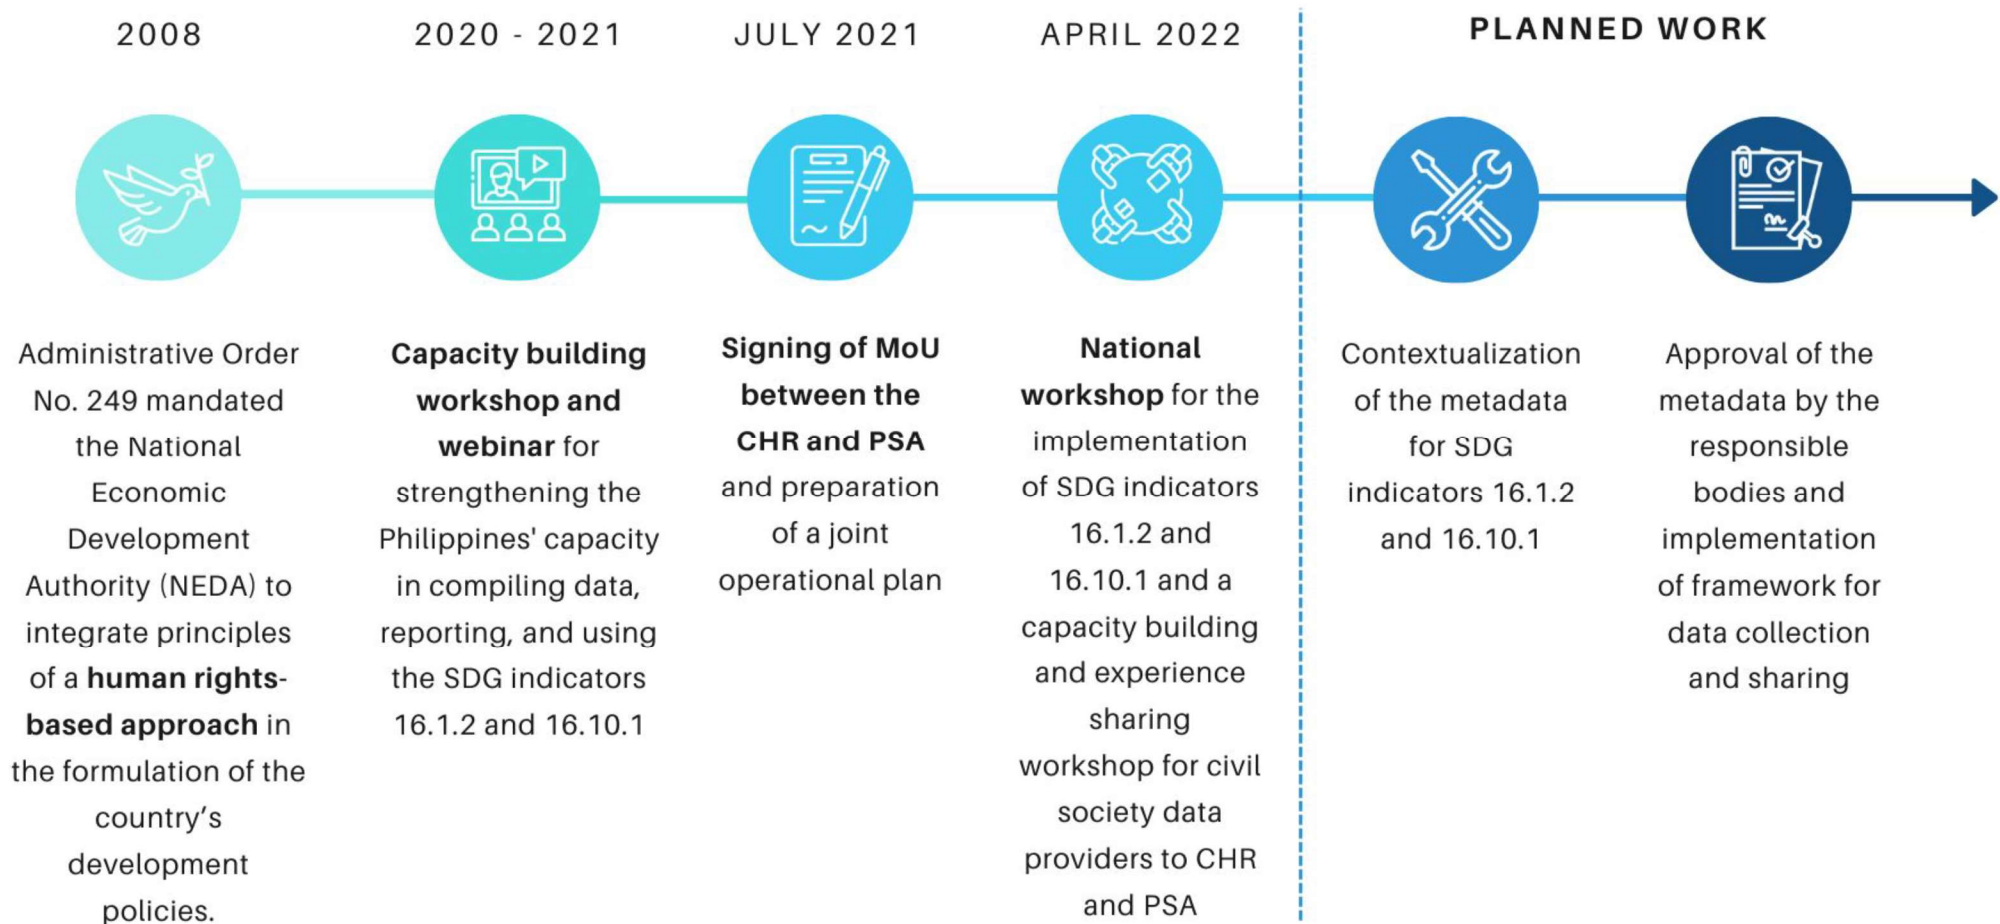 2008
Administrative Order
No. 249 mandated
the National
Economic
Development
Authority (NEDA) to
integrate principles
of a human rights-
based approach in
the formulation of the
country’s
development
policies.
2020 - 2021
Capacity building
workshop and
webinar for
strengthening the
Philippines' capacity
in compiling data,
reporting, and using
the SDG indicators
16.1.2 and 16.10.1
JULY 2021
Signing of MoU
between the
CHR and PSA
and preparation
of a joint
operational plan
APRIL 2022
National
workshop for the
implementation
of SDG indicators
16.1.2 and
16.10.1 and a
capacity building
and experience
sharing
workshop for civil
society data
providers to CHR
and PSA
PLANNED WORK
Contextualization
of the metadata
for SDG
indicators 16.1.2
and 16.10.1
Approval of the
metadata by the
responsible
bodies and
implementation
of framework for
data collection
and sharing